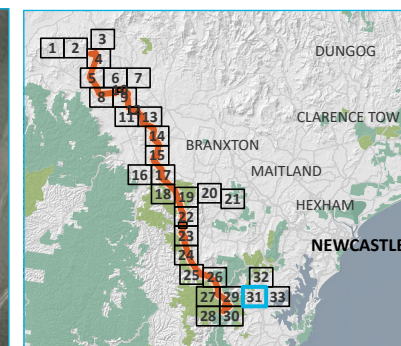 3
1 2
4
DUNGOG
5 6 7
8 9
11 13
CLARENCE TOW
14
BRANXTON
15
MAITLAND
16 17
18 19 20 21
HEXHAM
22
23
NEWCASTLE
24
25 26 32
27 29 31 33
28 30